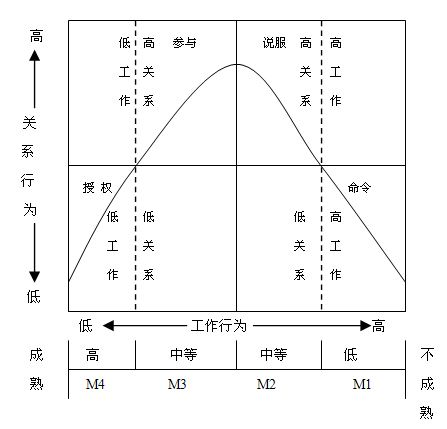 高
关系行为
低
低工作
高关系
参与
说服
高关系
高工作
授权
低工作
低关系
低关系
高工作
命令
低
工作行为
高
成熟
高
中等
中等
低
不成熟
M4
M3
M2
M1